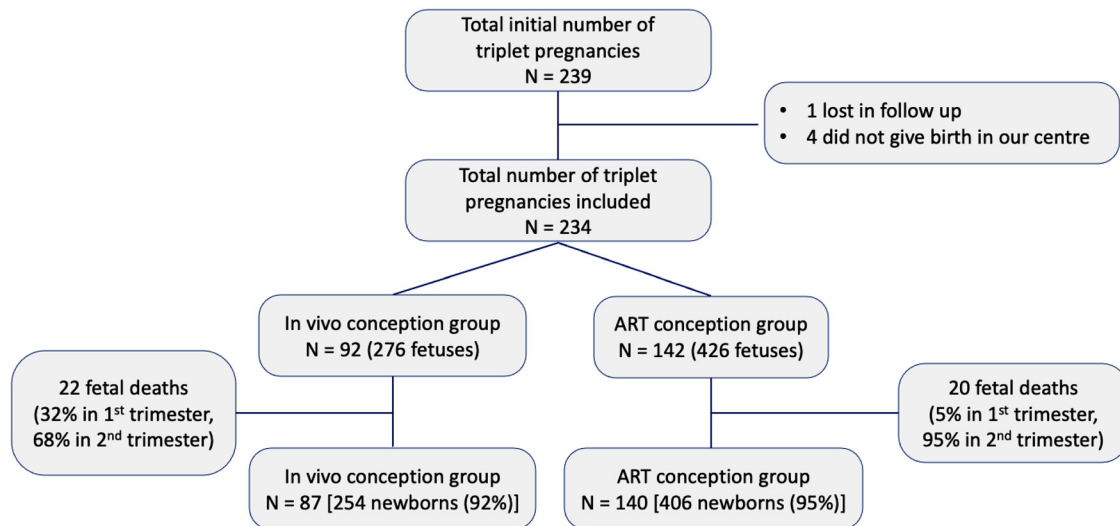 Total initial number of
triplet pregnancies
N = 239
• 1 lost in follow up
• 4 did not give birth in our centre
Total number of triplet
pregnancies included
N = 234
In vivo conception group
N = 92 (276 fetuses)
ART conception group
N = 142 (426 fetuses)
22 fetal deaths
(32% in 1st trimester,
68% in 2nd trimester)
20 fetal deaths
(5% in 1st trimester,
95% in 2nd trimester)
In vivo conception group
N = 87 [254 newborns (92%)]
ART conception group
N = 140 [406 newborns (95%)]